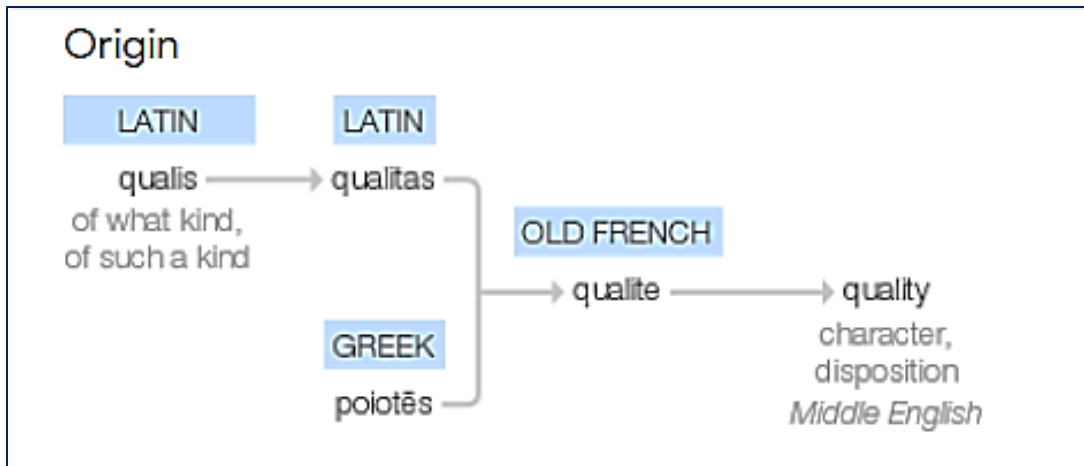 Origin
LATIN LATIN
qualis qualitas
of what kind,
of such a kind
OLD FRENCH
qualite quality
GREEK
character,
disposition
poiotēs
Middle English